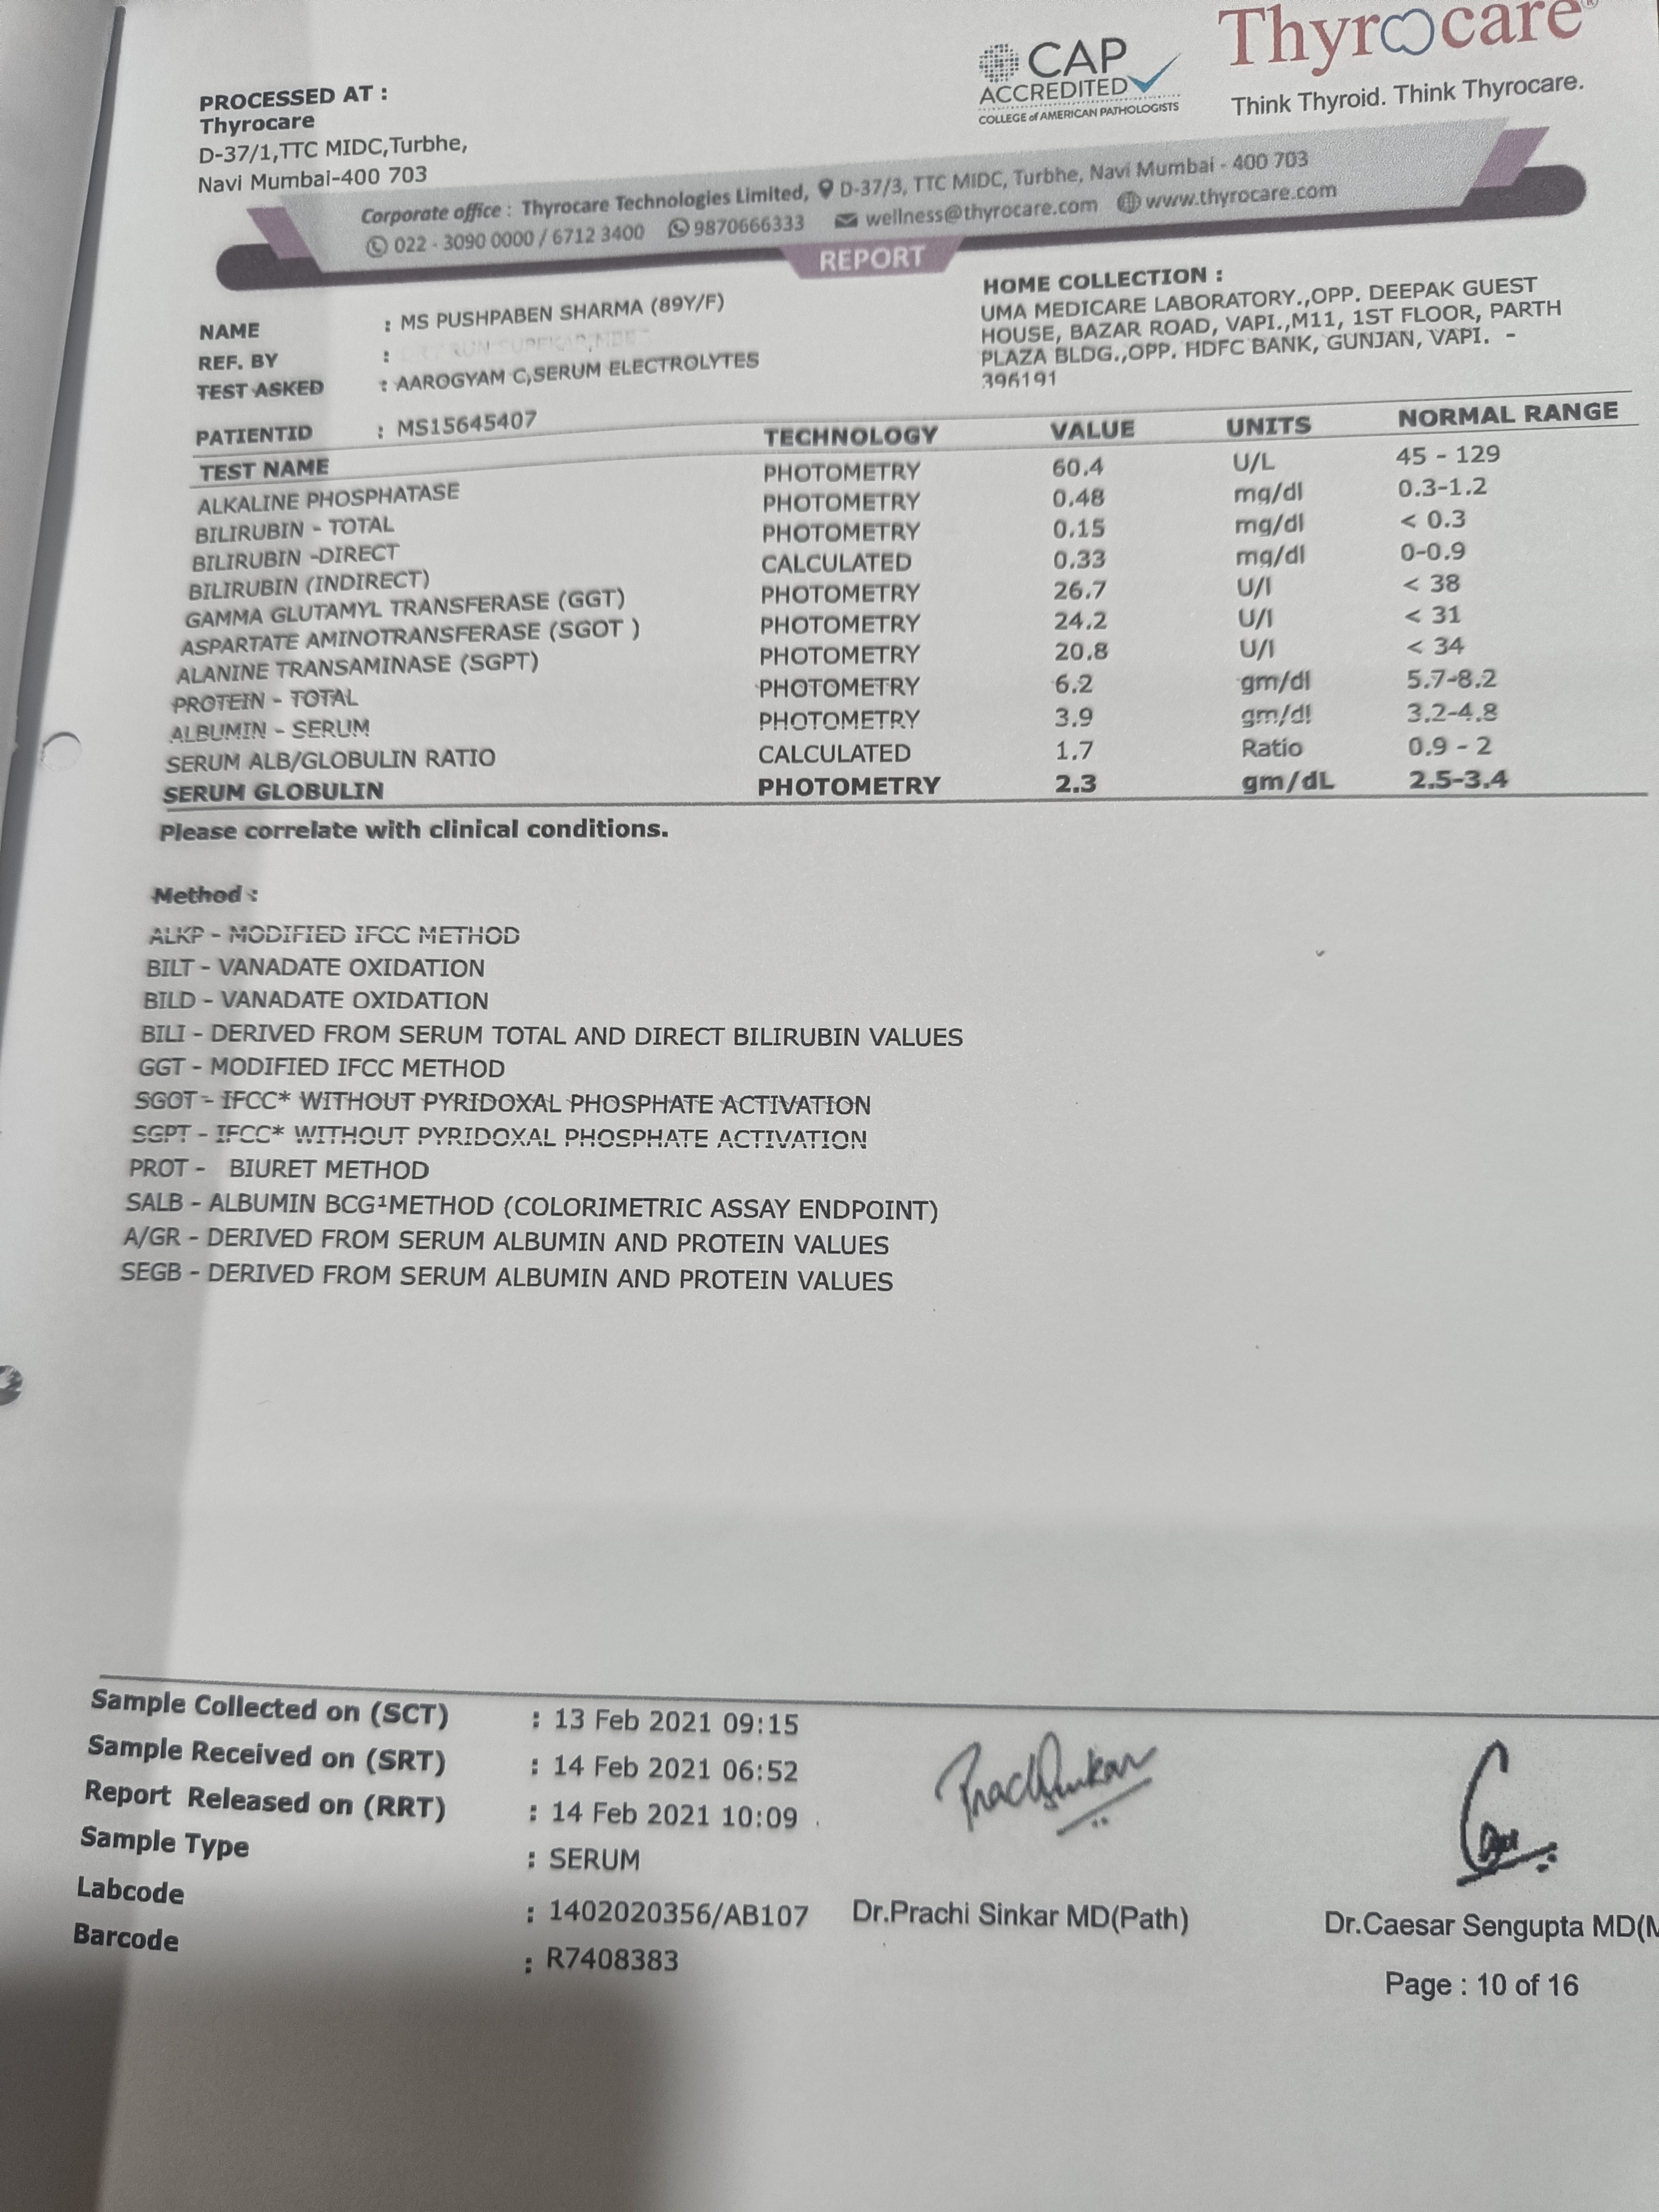 Thyrocare®
Think Thyroid. Think Thyrocare.
CAP
ACCREDITED
COLLEGE of AMERICAN PATHOLOGISTS
PROCESSED AT :
Thyrocare
D-37/1,TTC MIDC,Turbhe,
Navi Mumbai-400 703
Corporate office : Thyrocare Technologies Limited, D-37/3, TTC MIDC, Turbhe, Navi Mumbai - 400 703
022 - 3090 0000 / 6712 3400 9870666333 wellness@thyrocare.com www.thyrocare.com
REPORT
NAME : MS PUSHPABEN SHARMA (89Y/F)
REF. BY :
TEST ASKED : AAROGYAM C,SERUM ELECTROLYTES
HOME COLLECTION :
UMA MEDICARE LABORATORY.,OPP. DEEPAK GUEST
HOUSE, BAZAR ROAD, VAPI.,M11, 1ST FLOOR, PARTH
PLAZA BLDG.,OPP. HDFC BANK, GUNJAN, VAPI. -
396191
PATIENTID : MS15645407
TEST NAME TECHNOLOGY VALUE UNITS NORMAL RANGE
ALKALINE PHOSPHATASE PHOTOMETRY 60.4 U/L 45 - 129
BILIRUBIN - TOTAL PHOTOMETRY 0.48 mg/dl 0.3-1.2
BILIRUBIN -DIRECT PHOTOMETRY 0.15 mg/dl < 0.3
BILIRUBIN (INDIRECT) CALCULATED 0.33 mg/dl 0-0.9
GAMMA GLUTAMYL TRANSFERASE (GGT) PHOTOMETRY 26.7 U/l < 38
ASPARTATE AMINOTRANSFERASE (SGOT ) PHOTOMETRY 24.2 U/l < 31
ALANINE TRANSAMINASE (SGPT) PHOTOMETRY 20.8 U/l < 34
PROTEIN - TOTAL PHOTOMETRY 6.2 gm/dl 5.7-8.2
ALBUMIN - SERUM PHOTOMETRY 3.9 gm/dl 3.2-4.8
SERUM ALB/GLOBULIN RATIO CALCULATED 1.7 Ratio 0.9 - 2
SERUM GLOBULIN PHOTOMETRY 2.3 gm/dL 2.5-3.4
Please correlate with clinical conditions.
Method :
ALKP - MODIFIED IFCC METHOD
BILT - VANADATE OXIDATION
BILD - VANADATE OXIDATION
BILI - DERIVED FROM SERUM TOTAL AND DIRECT BILIRUBIN VALUES
GGT - MODIFIED IFCC METHOD
SGOT - IFCC* WITHOUT PYRIDOXAL PHOSPHATE ACTIVATION
SGPT - IFCC* WITHOUT PYRIDOXAL PHOSPHATE ACTIVATION
PROT - BIURET METHOD
SALB - ALBUMIN BCG¹METHOD (COLORIMETRIC ASSAY ENDPOINT)
A/GR - DERIVED FROM SERUM ALBUMIN AND PROTEIN VALUES
SEGB - DERIVED FROM SERUM ALBUMIN AND PROTEIN VALUES
Sample Collected on (SCT) : 13 Feb 2021 09:15
Sample Received on (SRT) : 14 Feb 2021 06:52
Report Released on (RRT) : 14 Feb 2021 10:09
Sample Type : SERUM
Labcode : 1402020356/AB107
Barcode : R7408383
Dr.Prachi Sinkar MD(Path)
Dr.Caesar Sengupta MD(M
Page : 10 of 16